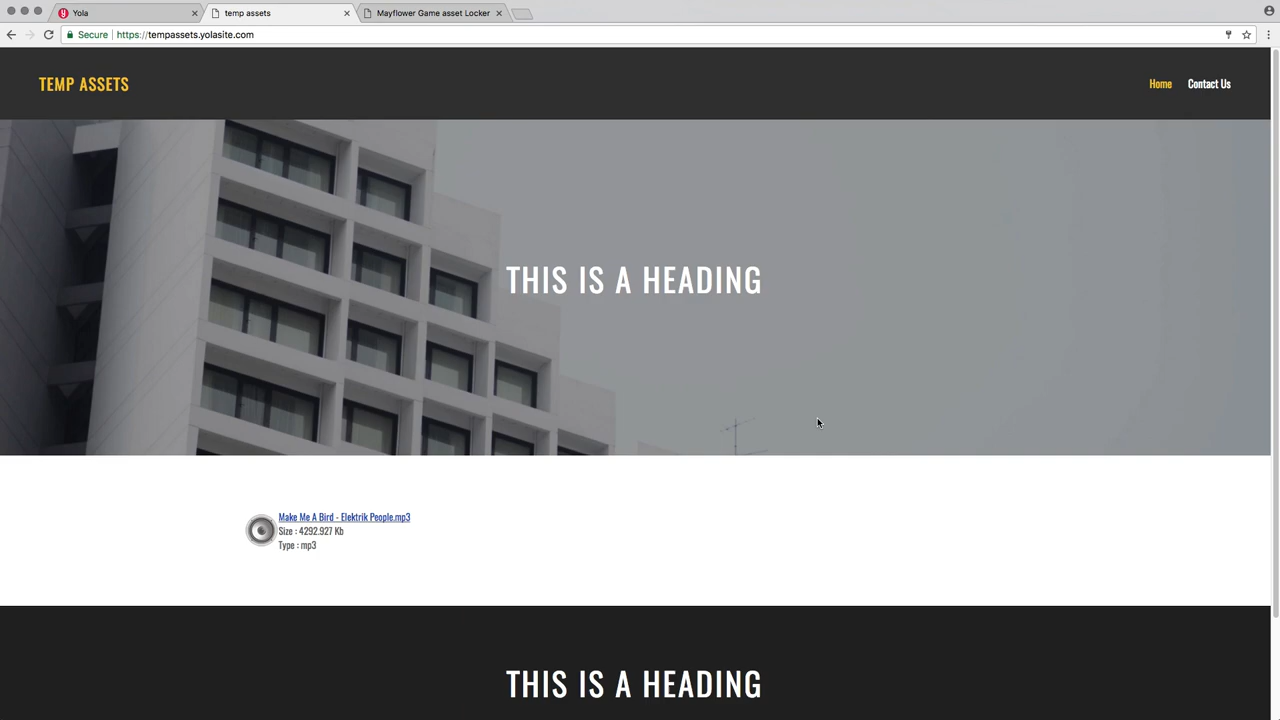 Yola
temp assets
Mayflower Game asset Locker
Secure
https://tempassets.yolasite.com
TEMP ASSETS
Home
Contact Us
THIS IS A HEADING
Make Me A Bird - Elektrik People.mp3
Size : 4292.927 Kb
Type : mp3
THIS IS A HEADING